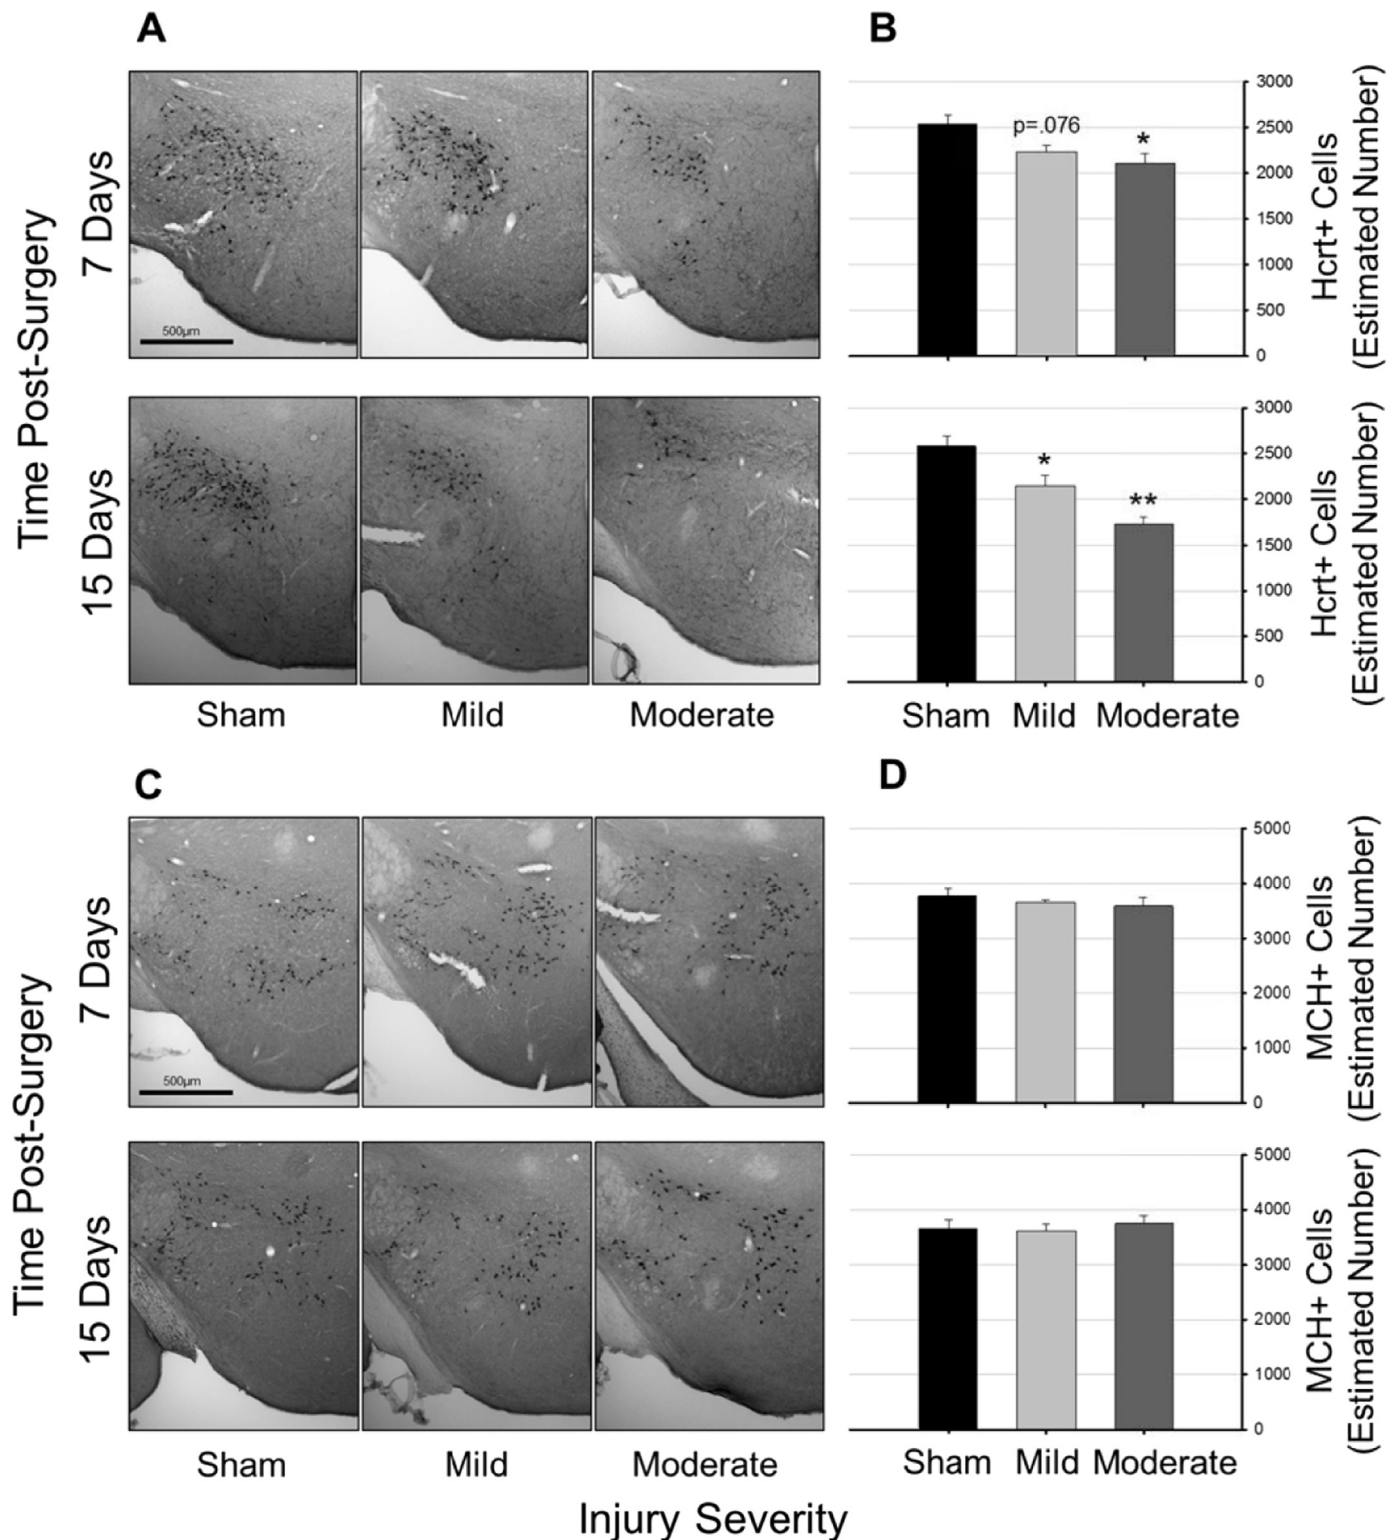 A
B
Time Post-Surgery
7 Days
500µm
p=.076
*
3000
2500
2000
1500
1000
500
0
Hcrt+ Cells
(Estimated Number)
15 Days
*
**
3000
2500
2000
1500
1000
500
0
Hcrt+ Cells
(Estimated Number)
Sham Mild Moderate
Sham Mild Moderate
C
D
Time Post-Surgery
7 Days
500µm
5000
4000
3000
2000
1000
0
MCH+ Cells
(Estimated Number)
15 Days
5000
4000
3000
2000
1000
0
MCH+ Cells
(Estimated Number)
Sham Mild Moderate
Sham Mild Moderate
Injury Severity